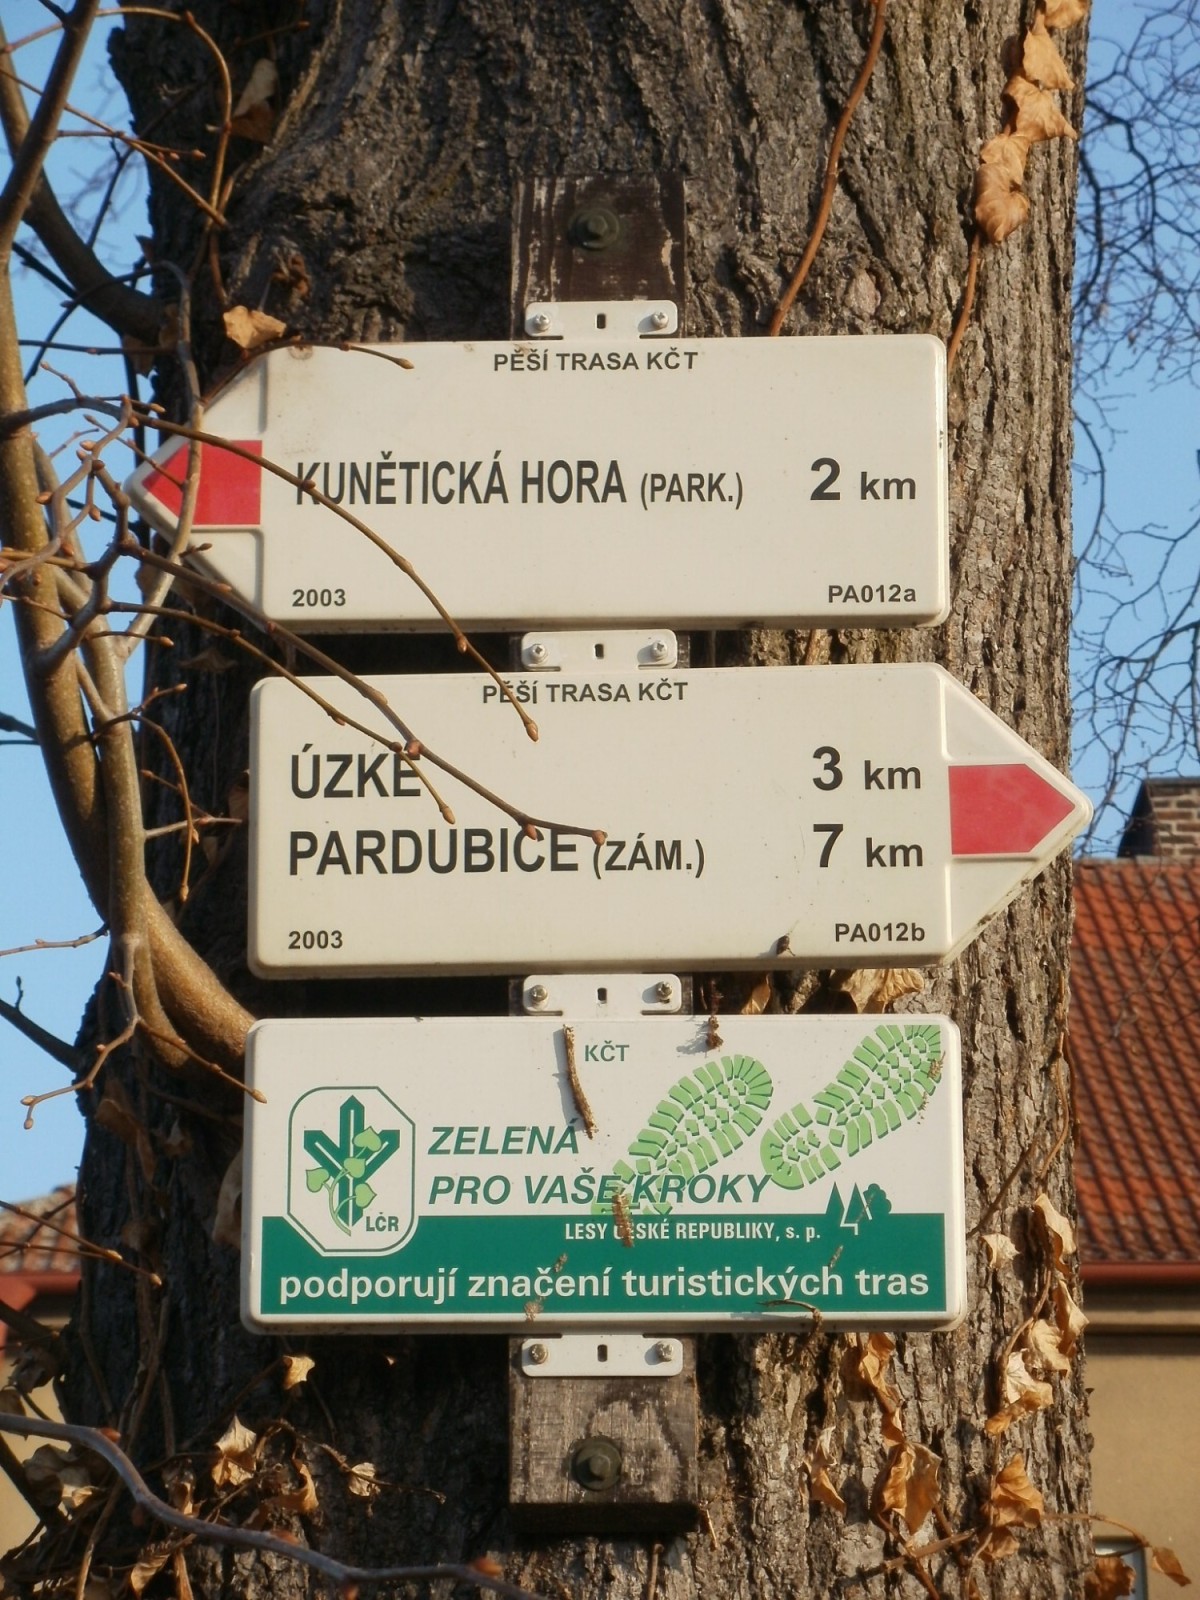 PĚŠÍ TRASA KČT
KUNĚTICKÁ HORA (PARK.) 2 km
2003 PA012a
PĚŠÍ TRASA KČT
ÚZKÉ 3 km
PARDUBICE (ZÁM.) 7 km
2003 PA012b
KČT
ZELENÁ
PRO VAŠE KROKY
LČR
LESY ČESKÉ REPUBLIKY, s. p.
podporují značení turistických tras